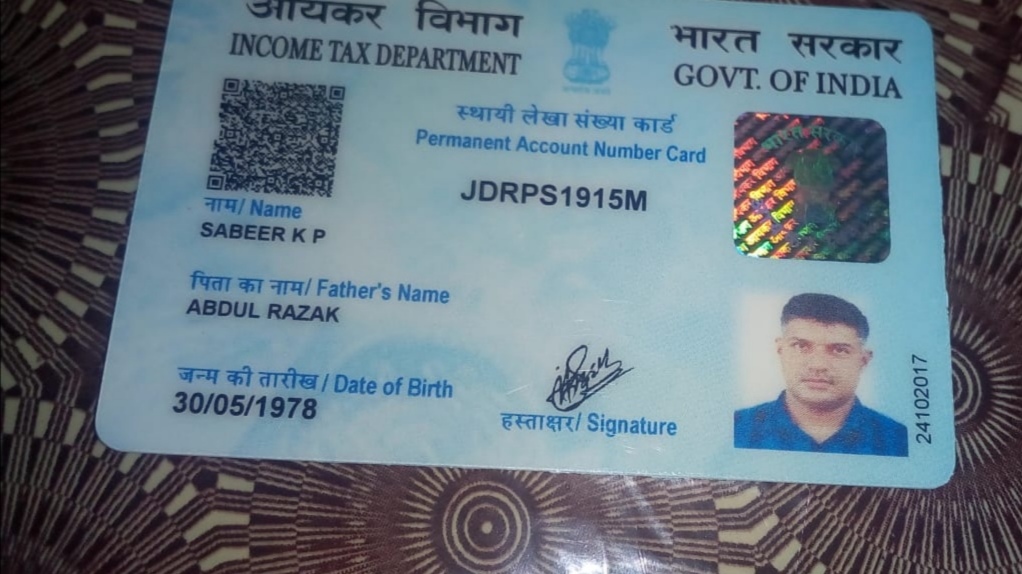 आयकर विभाग
INCOME TAX DEPARTMENT
भारत सरकार
GOVT. OF INDIA
स्थायी लेखा संख्या कार्ड
Permanent Account Number Card
JDRPS1915M
नाम/ Name
SABEER K P
पिता का नाम/ Father's Name
ABDUL RAZAK
जन्म की तारीख / Date of Birth
30/05/1978
हस्ताक्षर/ Signature
24102017